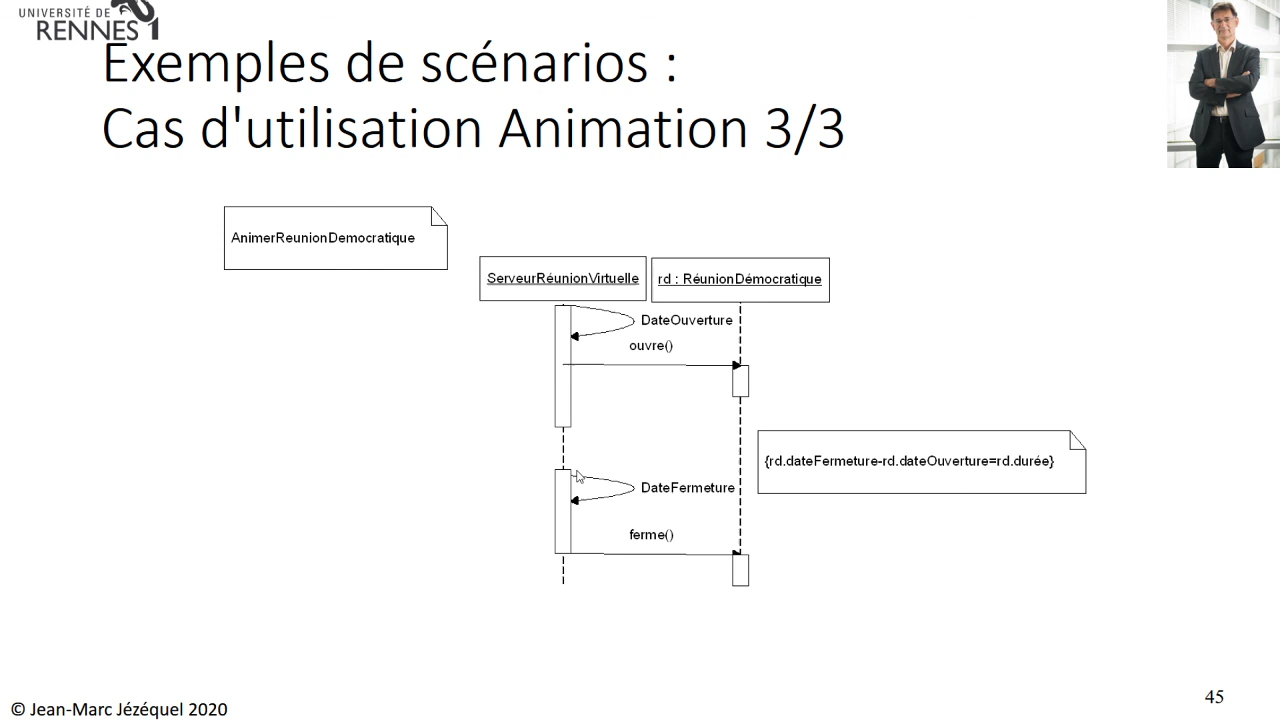 UNIVERSITÉ DE
RENNES 1
Exemples de scénarios :
Cas d'utilisation Animation 3/3
AnimerReunionDemocratique
ServeurRéunionVirtuelle
rd : RéunionDémocratique
DateOuverture
ouvre()
{rd.dateFermeture-rd.dateOuverture=rd.durée}
DateFermeture
ferme()
45
© Jean-Marc Jézéquel 2020